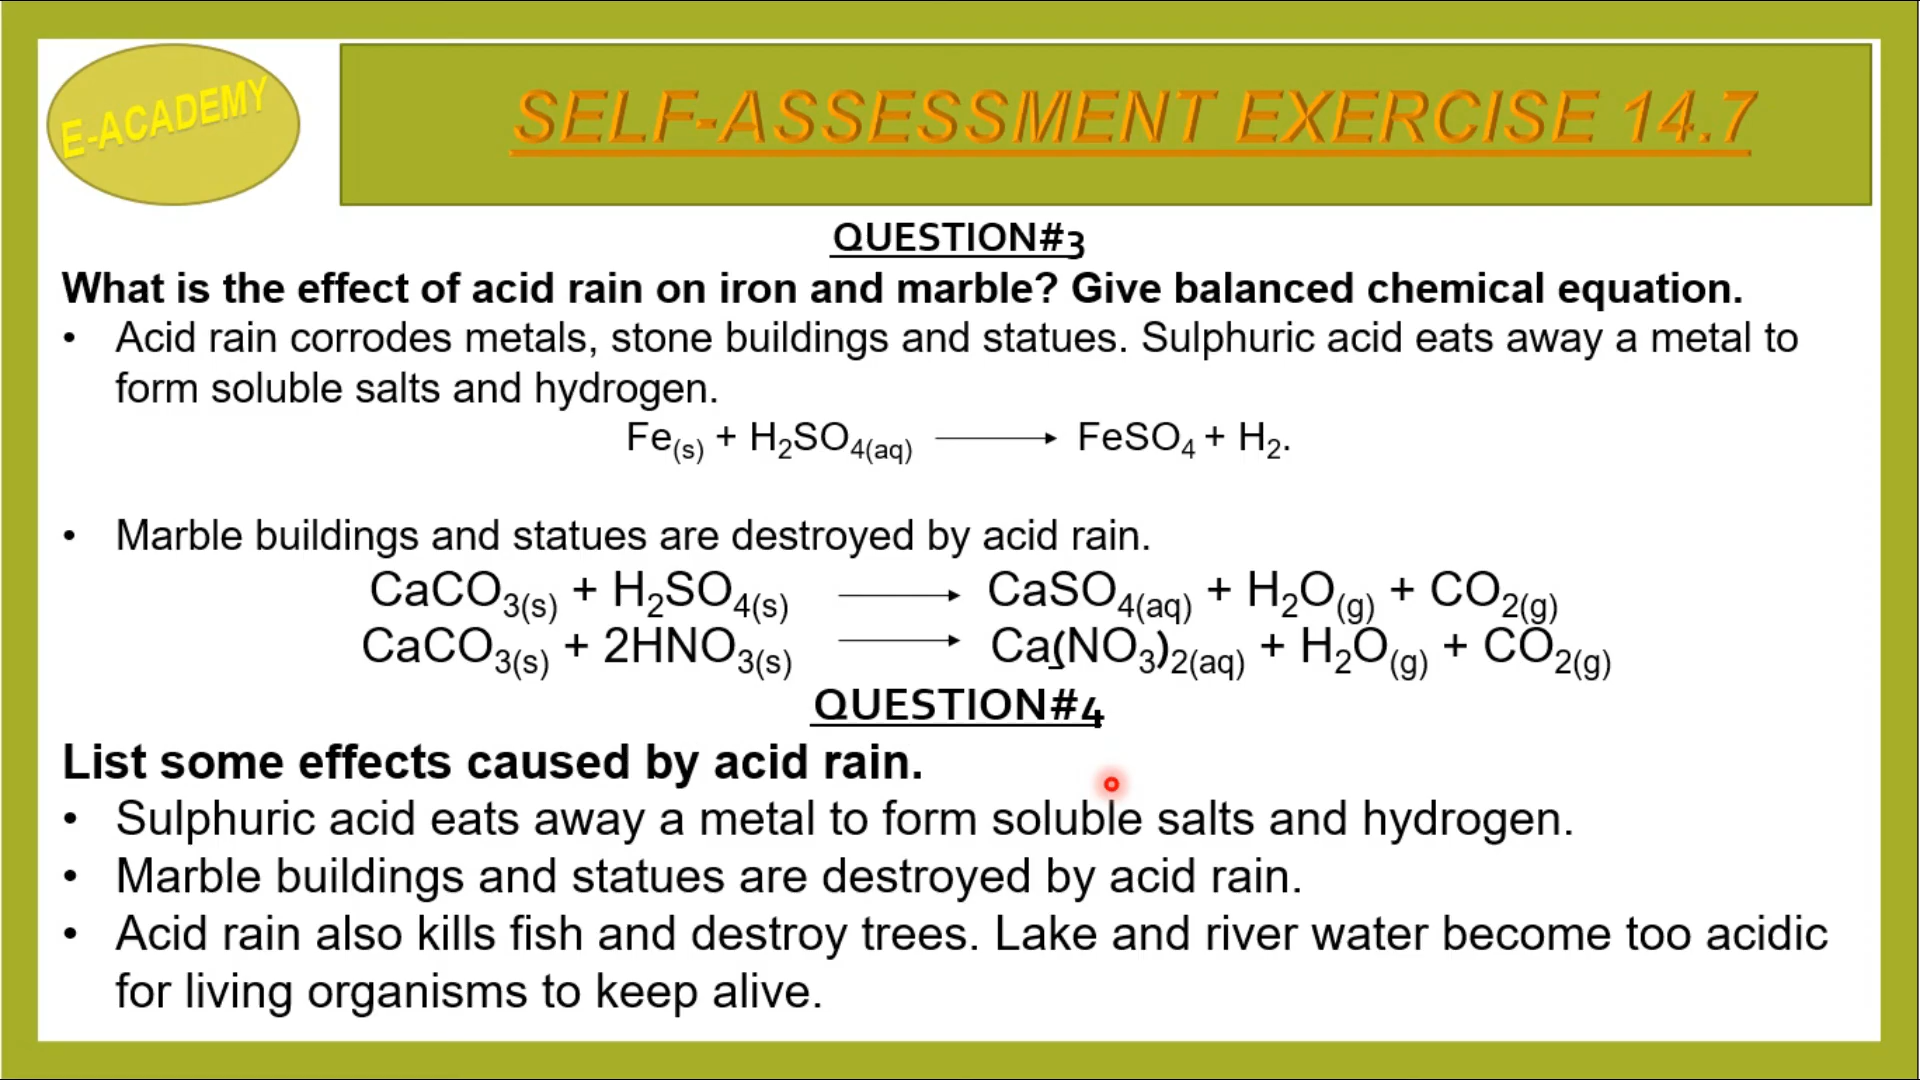 E-ACADEMY
SELF-ASSESSMENT EXERCISE 14.7
QUESTION#3
What is the effect of acid rain on iron and marble? Give balanced chemical equation.
• Acid rain corrodes metals, stone buildings and statues. Sulphuric acid eats away a metal to
form soluble salts and hydrogen.
Fe(s) + H₂SO₄(aq) ⟶ FeSO₄ + H₂.
• Marble buildings and statues are destroyed by acid rain.
CaCO₃(s) + H₂SO₄(s) ⟶ CaSO₄(aq) + H₂O(g) + CO₂(g)
CaCO₃(s) + 2HNO₃(s) ⟶ Ca(NO₃)₂(aq) + H₂O(g) + CO₂(g)
QUESTION#4
List some effects caused by acid rain.
• Sulphuric acid eats away a metal to form soluble salts and hydrogen.
• Marble buildings and statues are destroyed by acid rain.
• Acid rain also kills fish and destroy trees. Lake and river water become too acidic
for living organisms to keep alive.